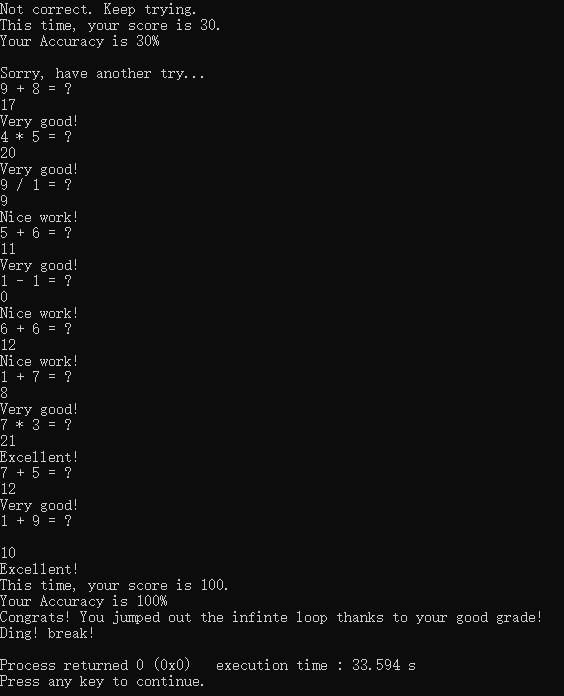 Not correct. Keep trying.
This time, your score is 30.
Your Accuracy is 30%
Sorry, have another try...
9 + 8 = ?
17
Very good!
4 * 5 = ?
20
Very good!
9 / 1 = ?
9
Nice work!
5 + 6 = ?
11
Very good!
1 - 1 = ?
0
Nice work!
6 + 6 = ?
12
Nice work!
1 + 7 = ?
8
Very good!
7 * 3 = ?
21
Excellent!
7 + 5 = ?
12
Very good!
1 + 9 = ?
10
Excellent!
This time, your score is 100.
Your Accuracy is 100%
Congrats! You jumped out the infinte loop thanks to your good grade!
Ding! break!
Process returned 0 (0x0)   execution time : 33.594 s
Press any key to continue.